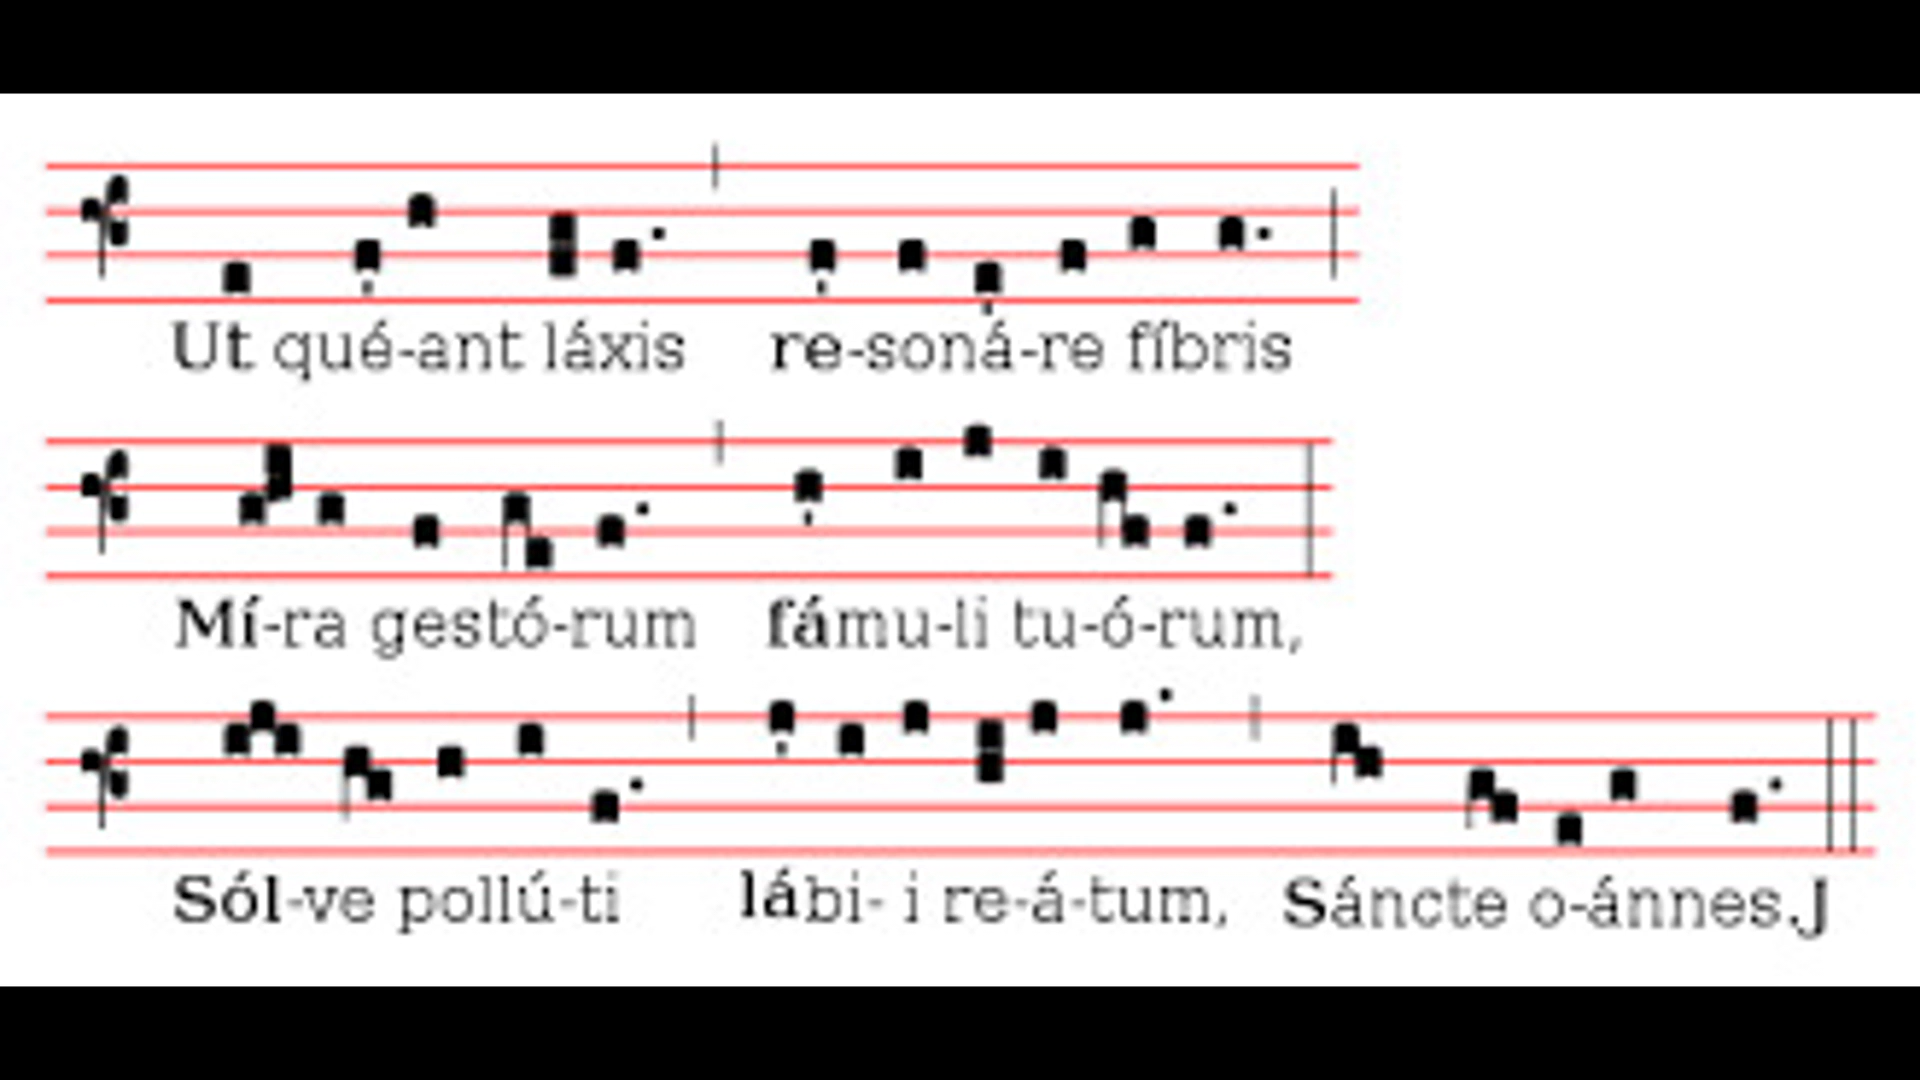 Ut qué-ant láxis re-soná-re fíbris
Mí-ra gestó-rum fámu-li tu-ó-rum,
Sól-ve pollú-ti lábi- i re-á-tum, Sáncte o-ánnes.J